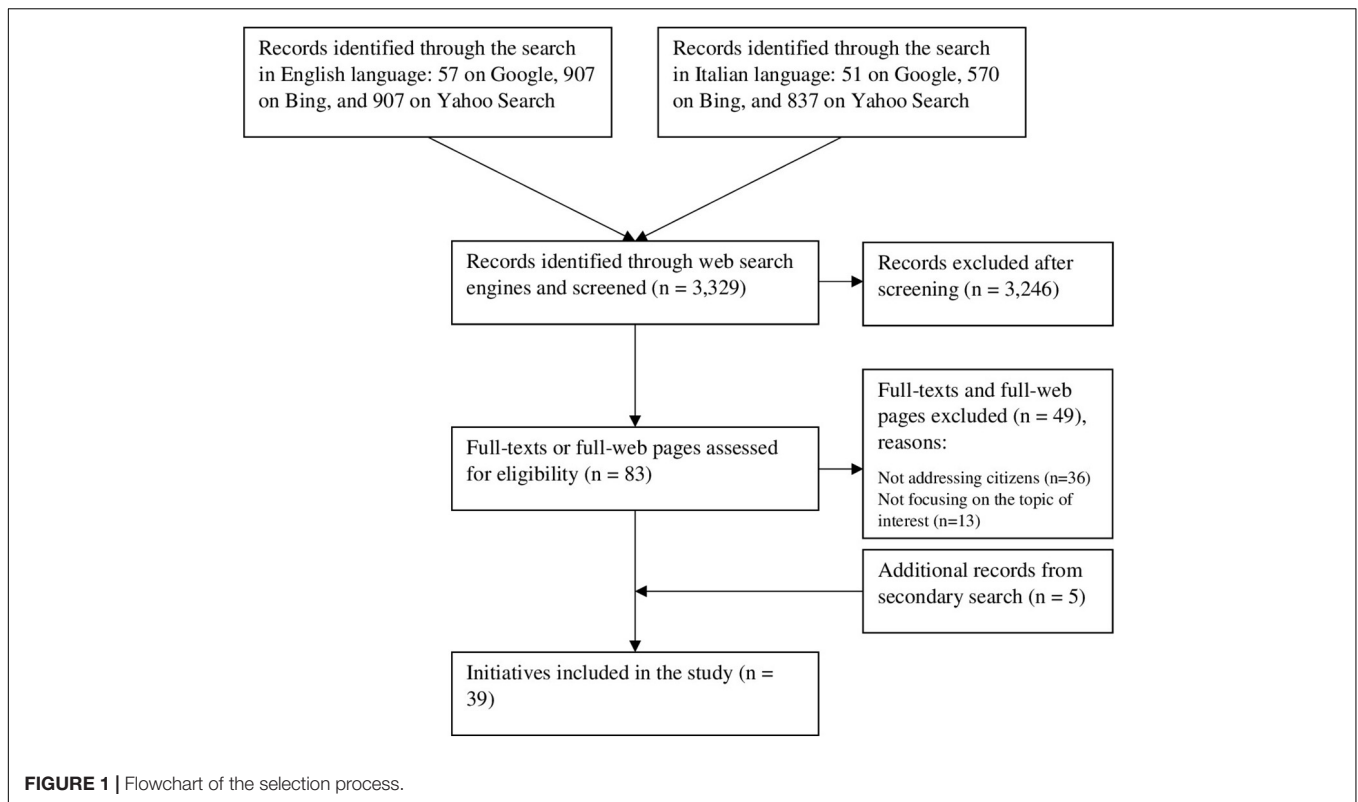 Records identified through the search
in English language: 57 on Google, 907
on Bing, and 907 on Yahoo Search
Records identified through the search
in Italian language: 51 on Google, 570
on Bing, and 837 on Yahoo Search
Records identified through web search
engines and screened (n = 3,329)
Records excluded after
screening (n = 3,246)
Full-texts or full-web pages assessed
for eligibility (n = 83)
Full-texts and full-web
pages excluded (n = 49),
reasons:
Not addressing citizens (n=36)
Not focusing on the topic of
interest (n=13)
Additional records from
secondary search (n = 5)
Initiatives included in the study (n =
39)
FIGURE 1 | Flowchart of the selection process.